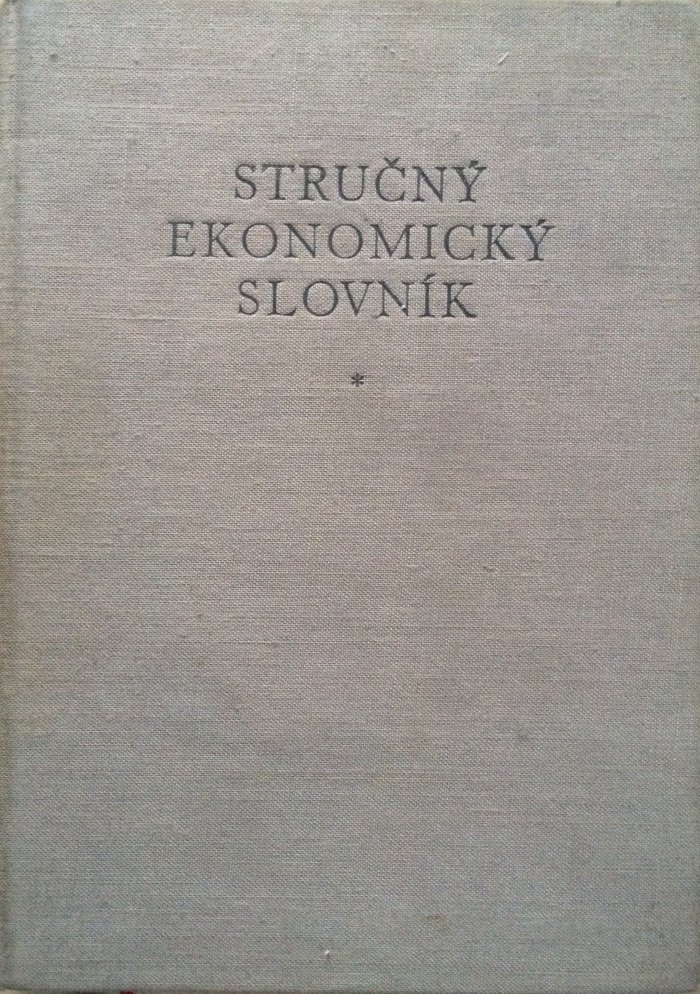 STRUČNÝ
EKONOMICKÝ
SLOVNÍK
*